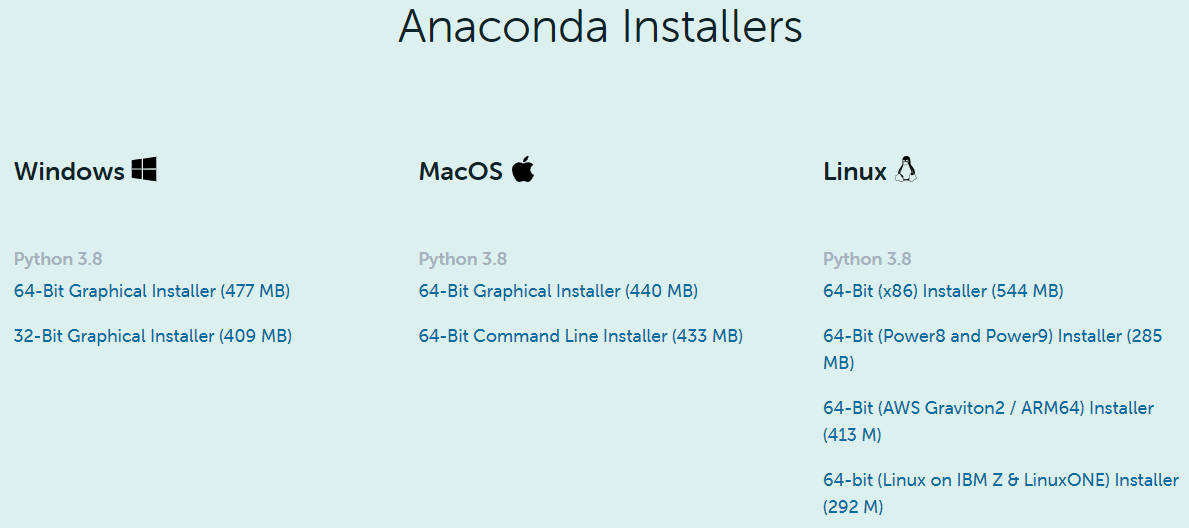 Anaconda Installers
Windows
Python 3.8
64-Bit Graphical Installer (477 MB)
32-Bit Graphical Installer (409 MB)
MacOS
Python 3.8
64-Bit Graphical Installer (440 MB)
64-Bit Command Line Installer (433 MB)
Linux
Python 3.8
64-Bit (x86) Installer (544 MB)
64-Bit (Power8 and Power9) Installer (285
MB)
64-Bit (AWS Graviton2 / ARM64) Installer
(413 M)
64-bit (Linux on IBM Z & LinuxONE) Installer
(292 M)